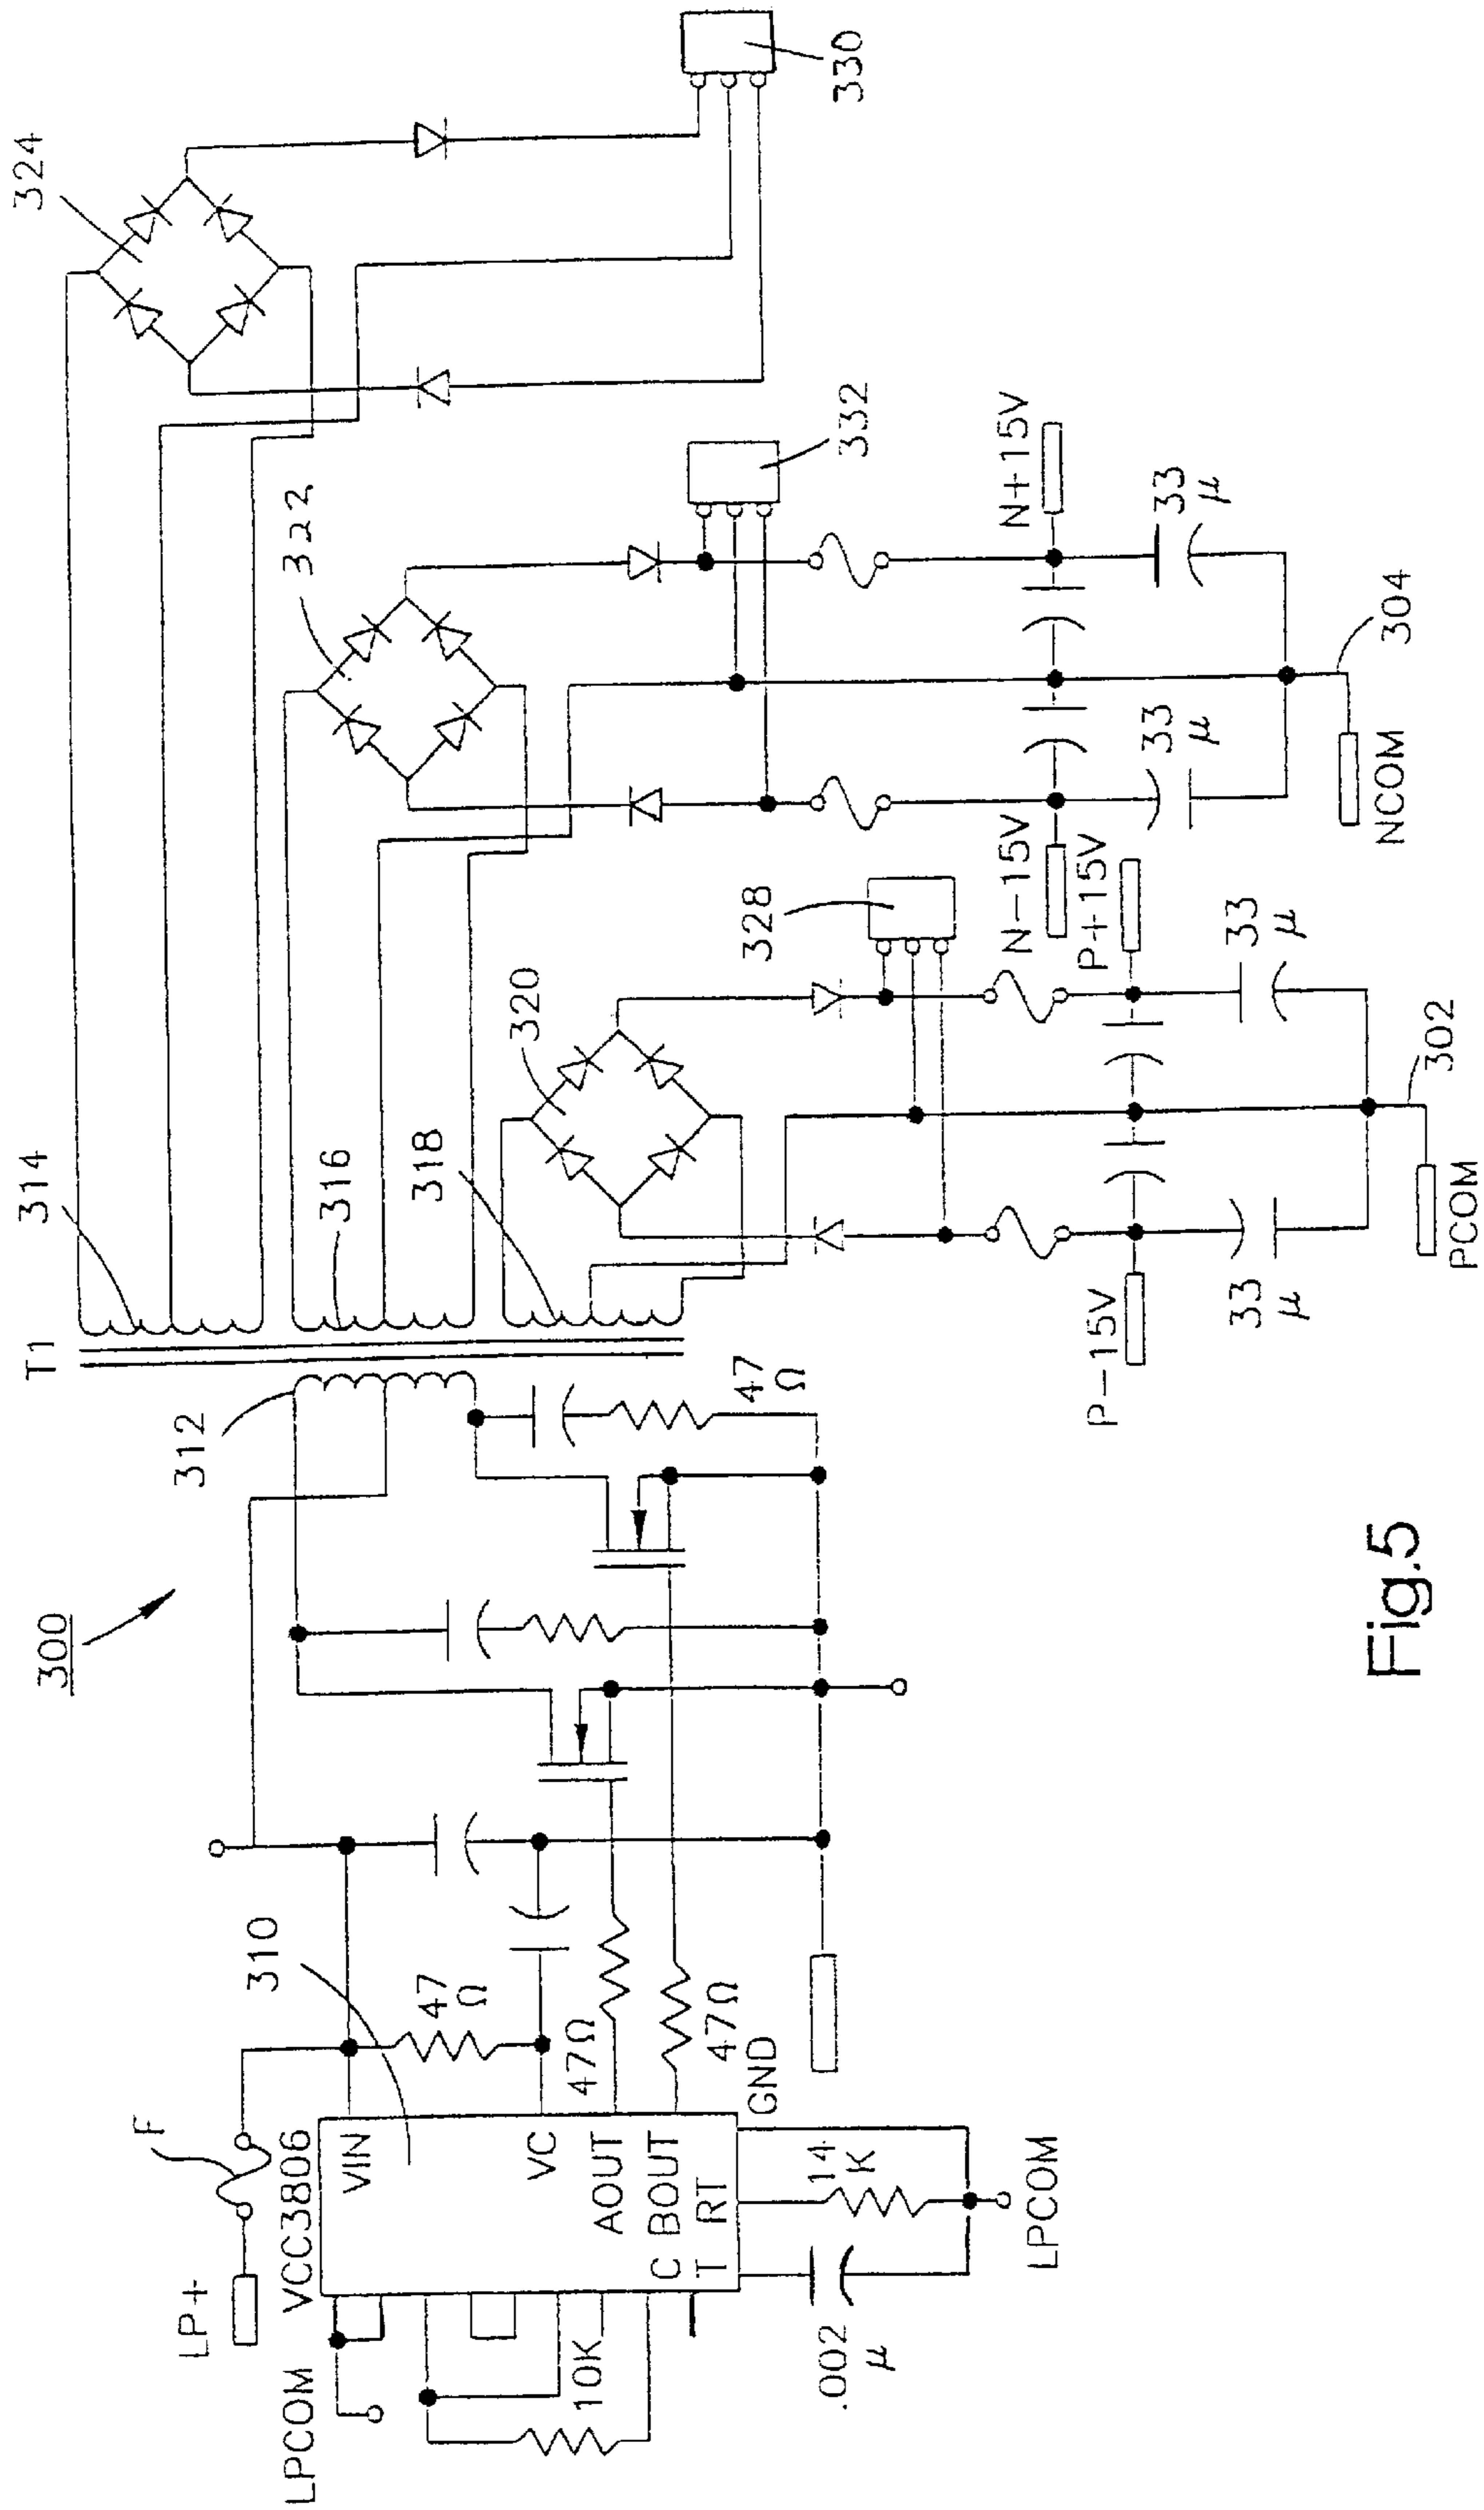 300
T1
314
324
316
322
318
320
312
310
F
LP+
VCC3806
LPCOM
VIN
VC
AOUT
C BOUT
T RT
10K
.002
μ
14
K
LPCOM
GND
47
Ω
47Ω
47Ω
47
Ω
330
332
328
N+15V
N-15V
P+15V
P-15V
33
μ
33
μ
33
μ
33
μ
304
NCOM
302
PCOM
Fig.5